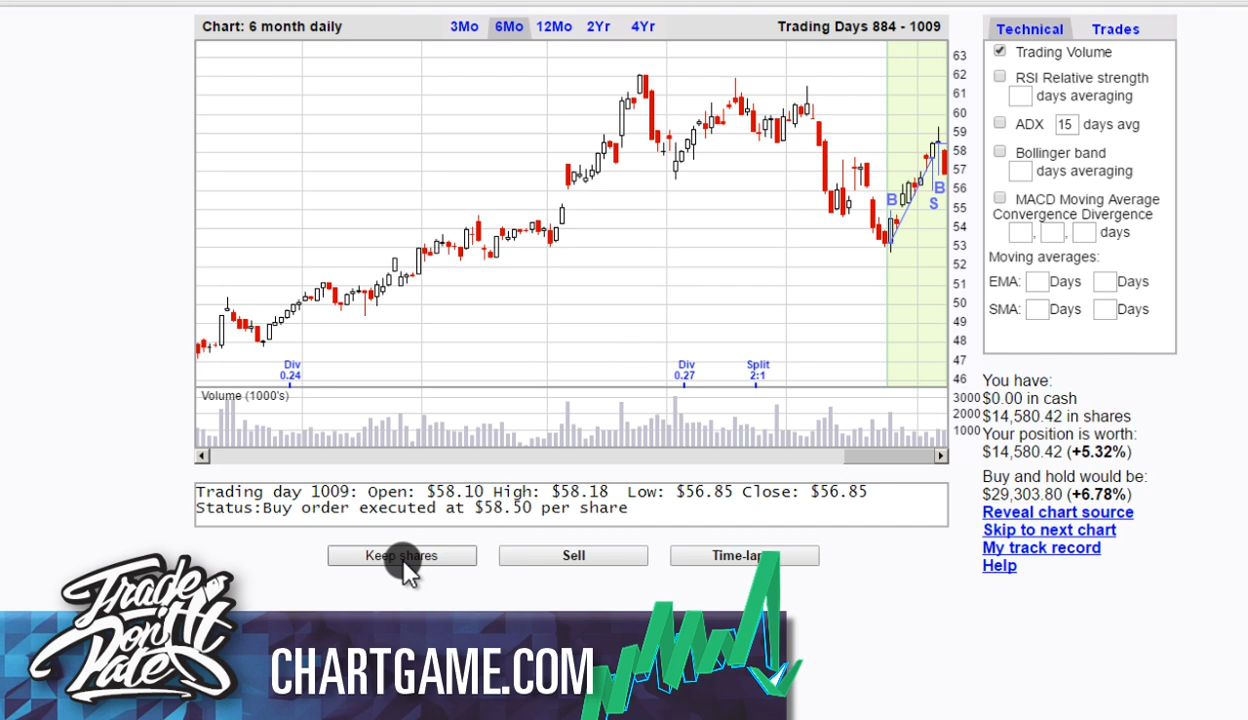 Chart: 6 month daily 3Mo 6Mo 12Mo 2Yr 4Yr Trading Days 884 - 1009
63
62
61
60
59
58
57
56
55
54
53
52
51
50
49
48
47
46
B
B
S
Div
0.24
Div
0.27
Split
2:1
Volume (1000's)
3000
2000
1000
Technical Trades
Trading Volume
RSI Relative strength
days averaging
ADX 15 days avg
Bollinger band
days averaging
MACD Moving Average
Convergence Divergence
, , days
Moving averages:
EMA: Days Days
SMA: Days Days
You have:
$0.00 in cash
$14,580.42 in shares
Your position is worth:
$14,580.42 (+5.32%)
Buy and hold would be:
$29,303.80 (+6.78%)
Reveal chart source
Skip to next chart
My track record
Help
Trading day 1009: Open: $58.10 High: $58.18 Low: $56.85 Close: $56.85
Status:Buy order executed at $58.50 per share
Keep shares Sell Time-lap
Trade
Don't
Hate
CHARTGAME.COM